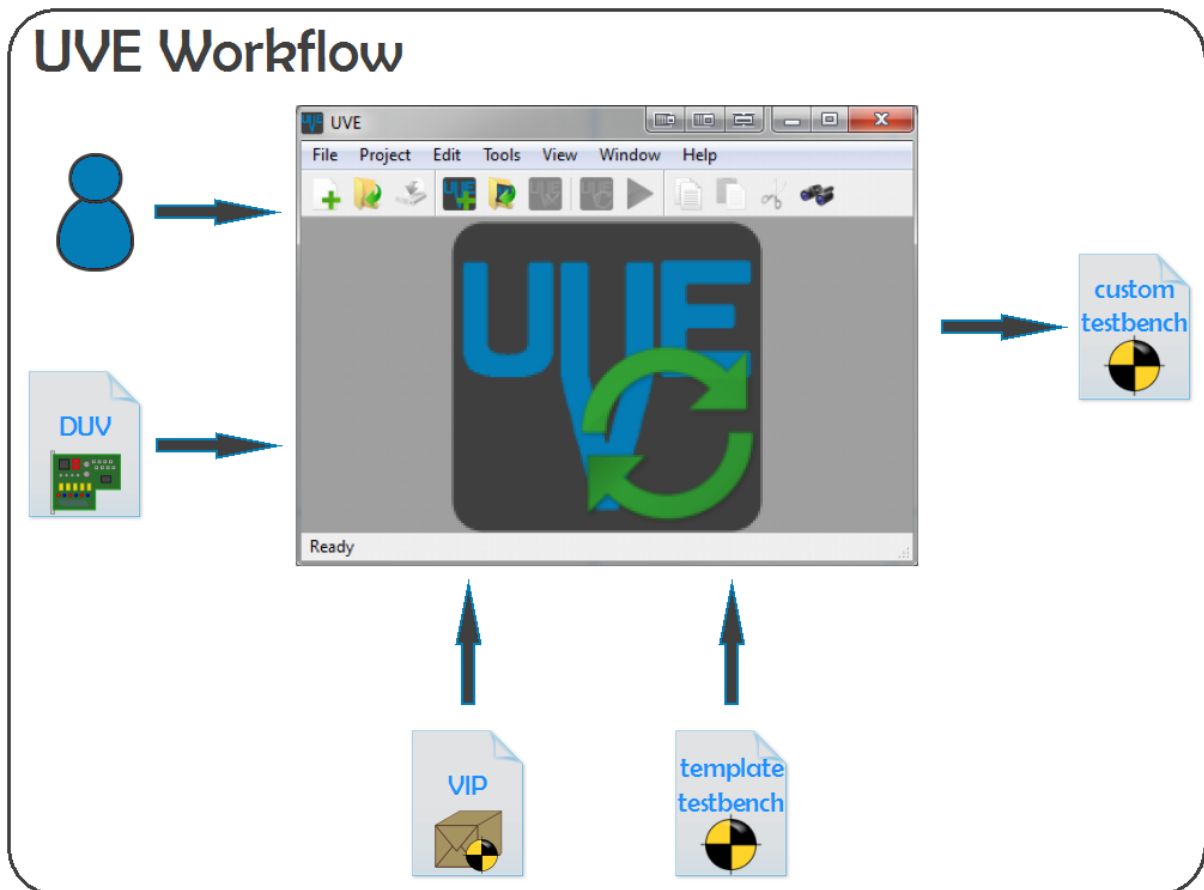 UVE Workflow
UVE
File Project Edit Tools View Window Help
UVE
custom
testbench
DUV
Ready
VIP
template
testbench